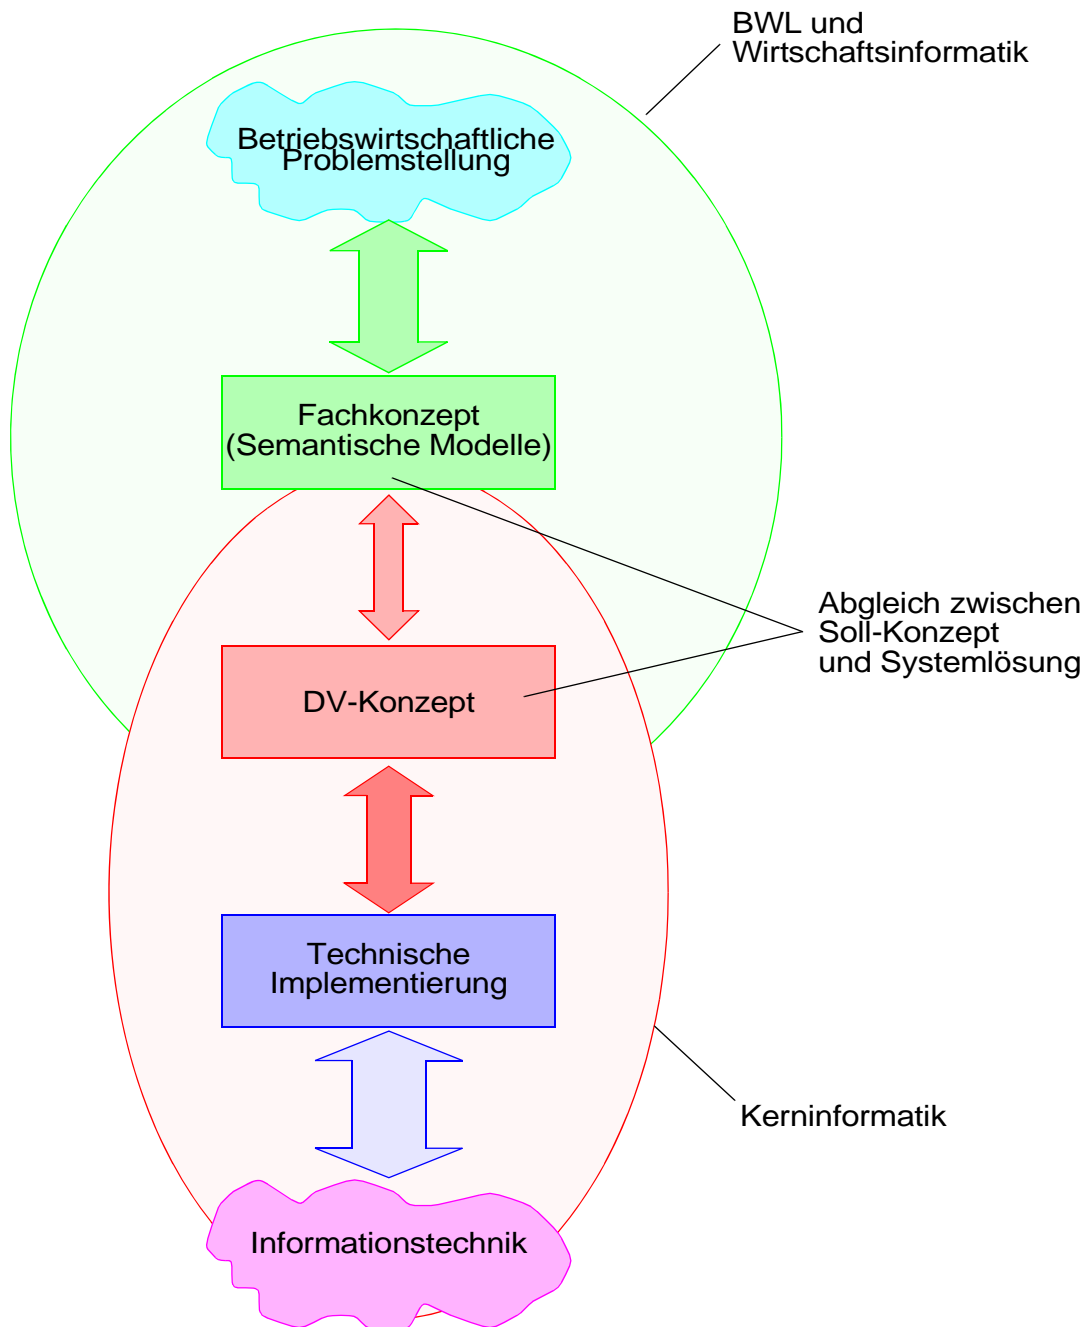 BWL und
Wirtschaftsinformatik
Betriebswirtschaftliche
Problemstellung
Fachkonzept
(Semantische Modelle)
Abgleich zwischen
Soll-Konzept
und Systemlösung
DV-Konzept
Technische
Implementierung
Kerninformatik
Informationstechnik